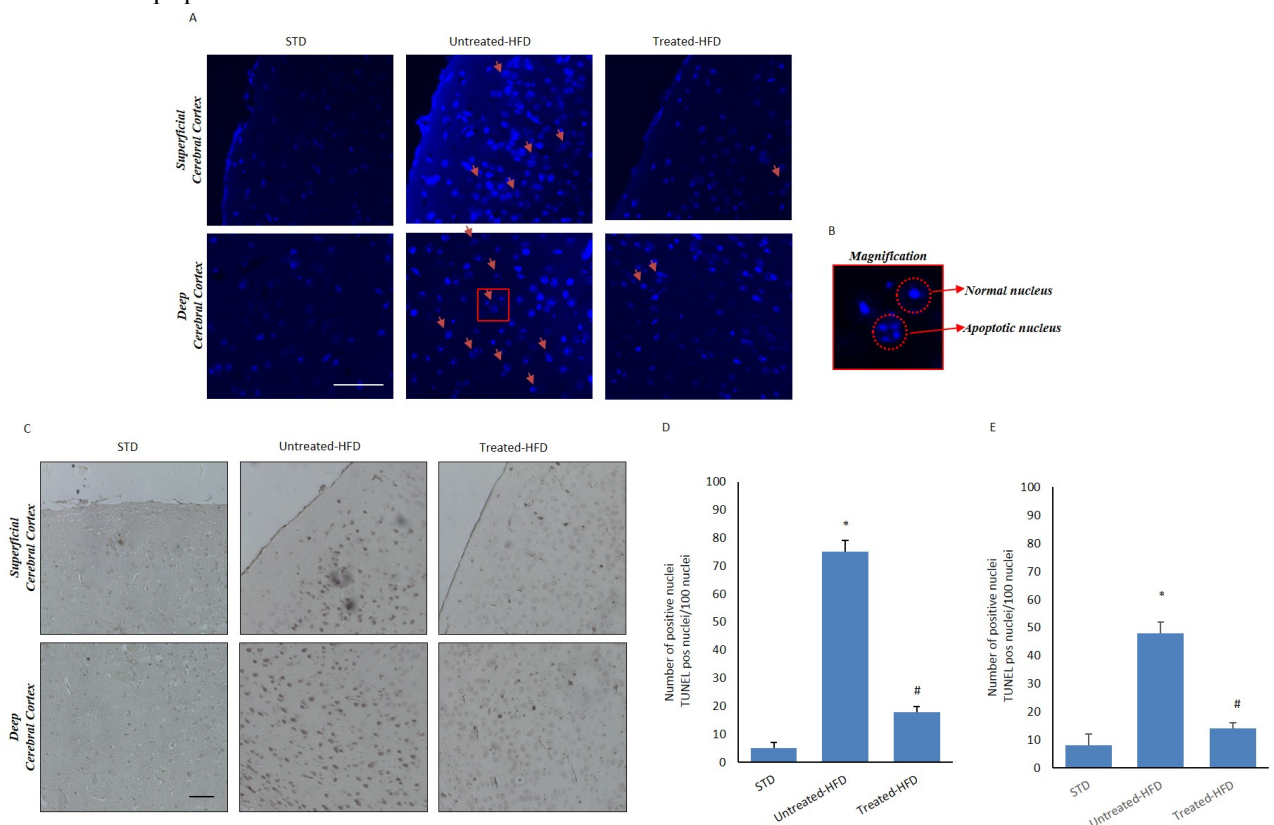 A
STD
Untreated-HFD
Treated-HFD
Superficial
Cerebral Cortex
Deep
Cerebral Cortex
B
Magnification
Normal nucleus
Apoptotic nucleus
C
STD
Untreated-HFD
Treated-HFD
Superficial
Cerebral Cortex
Deep
Cerebral Cortex
D
Number of positive nuclei
TUNEL pos nuclei/100 nuclei
100
90
80
70
60
50
40
30
20
10
0
*
#
STD
Untreated-HFD
Treated-HFD
E
Number of positive nuclei
TUNEL pos nuclei/100 nuclei
100
90
80
70
60
50
40
30
20
10
0
*
#
STD
Untreated-HFD
Treated-HFD